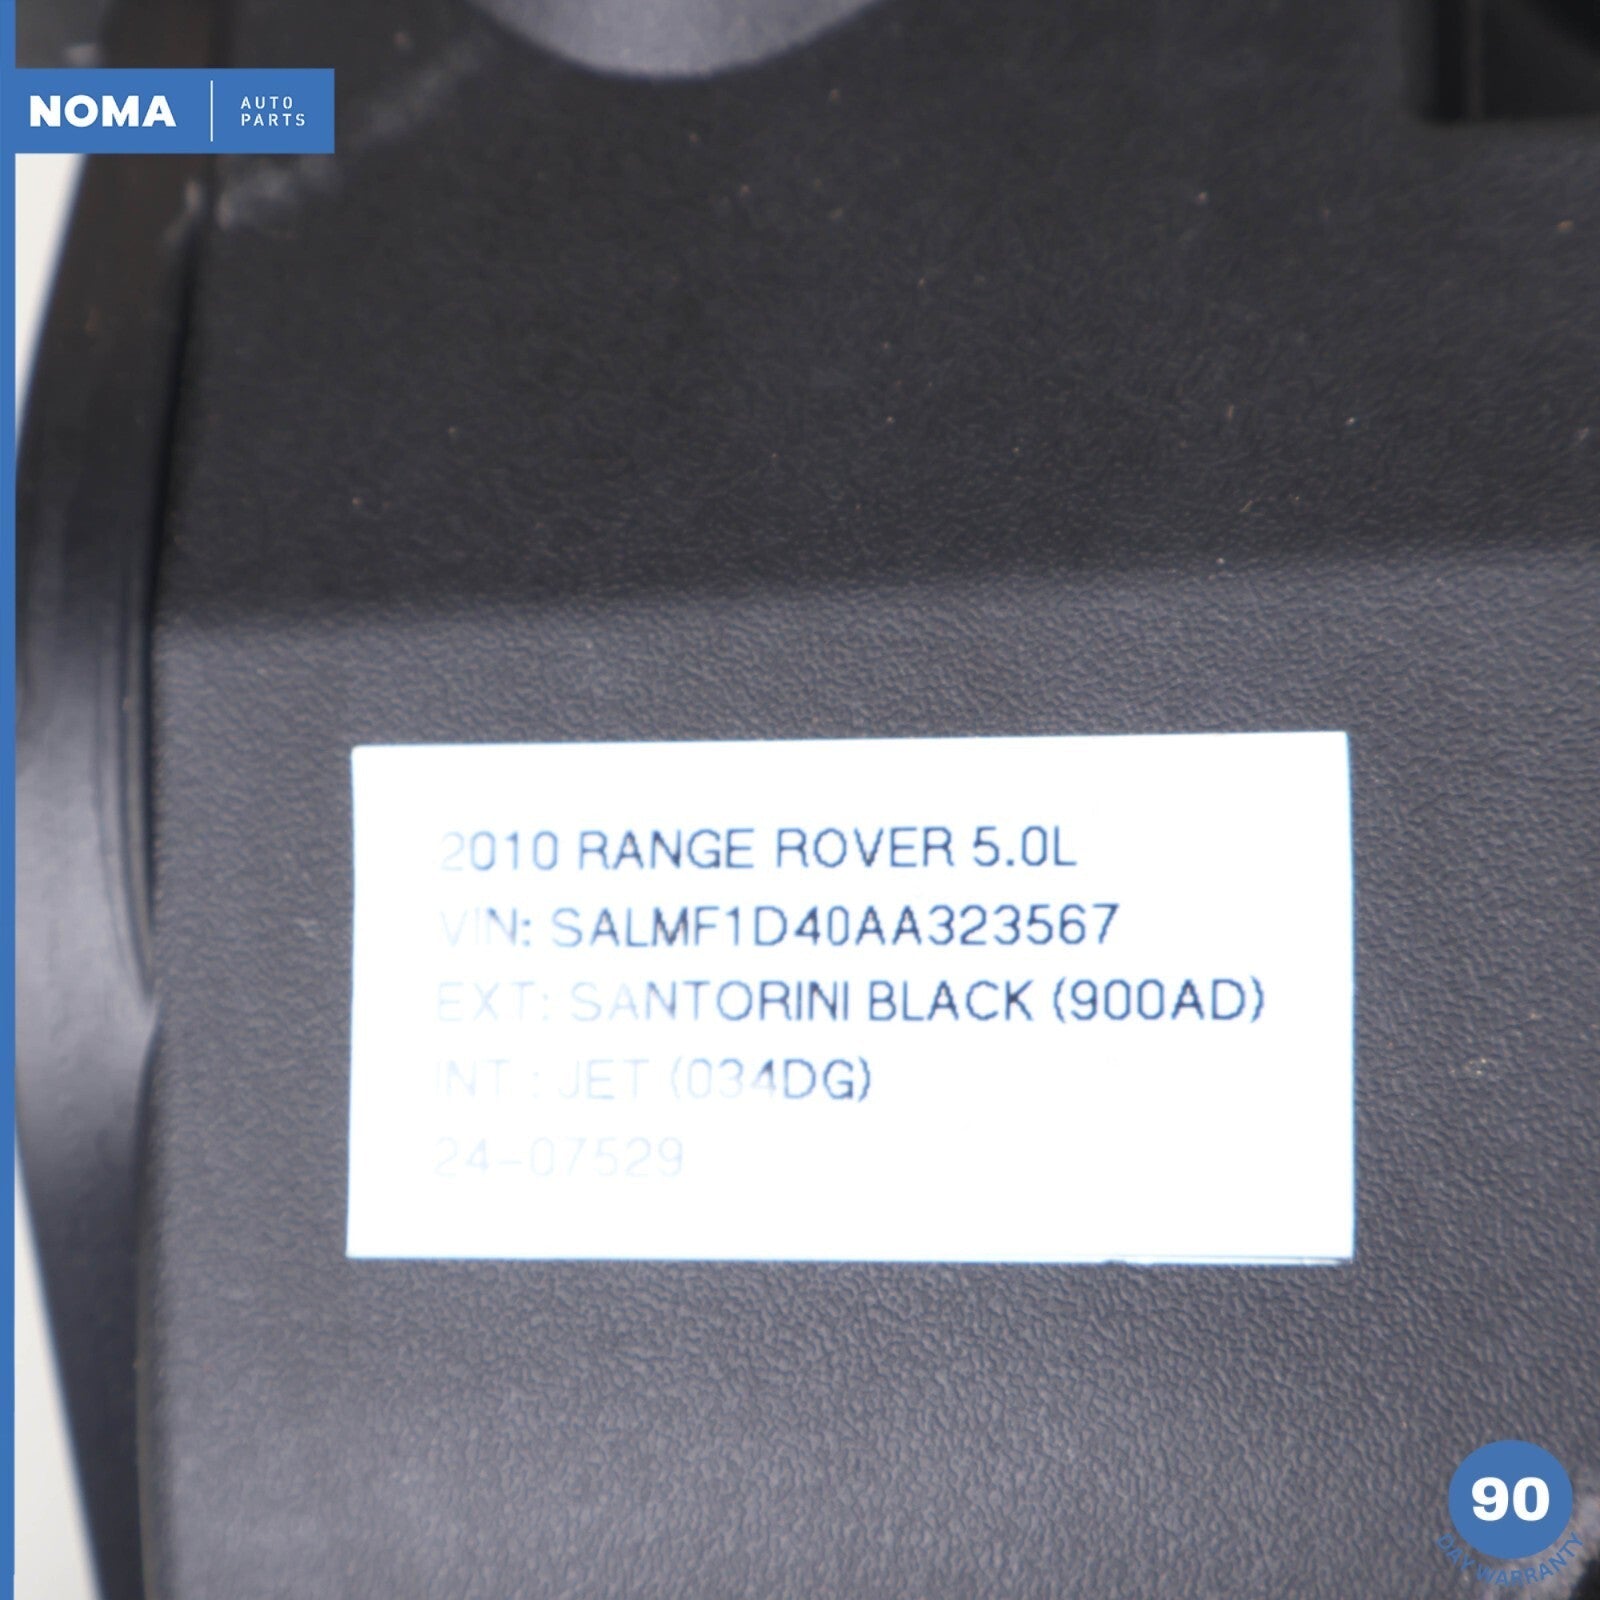 NOMA
AUTO
PARTS
2010 RANGE ROVER 5.0L
VIN: SALMF1D40AA323567
EXT: SANTORINI BLACK (900AD)
INT : JET (034DG)
24-07529
90
DAY WARRANTY